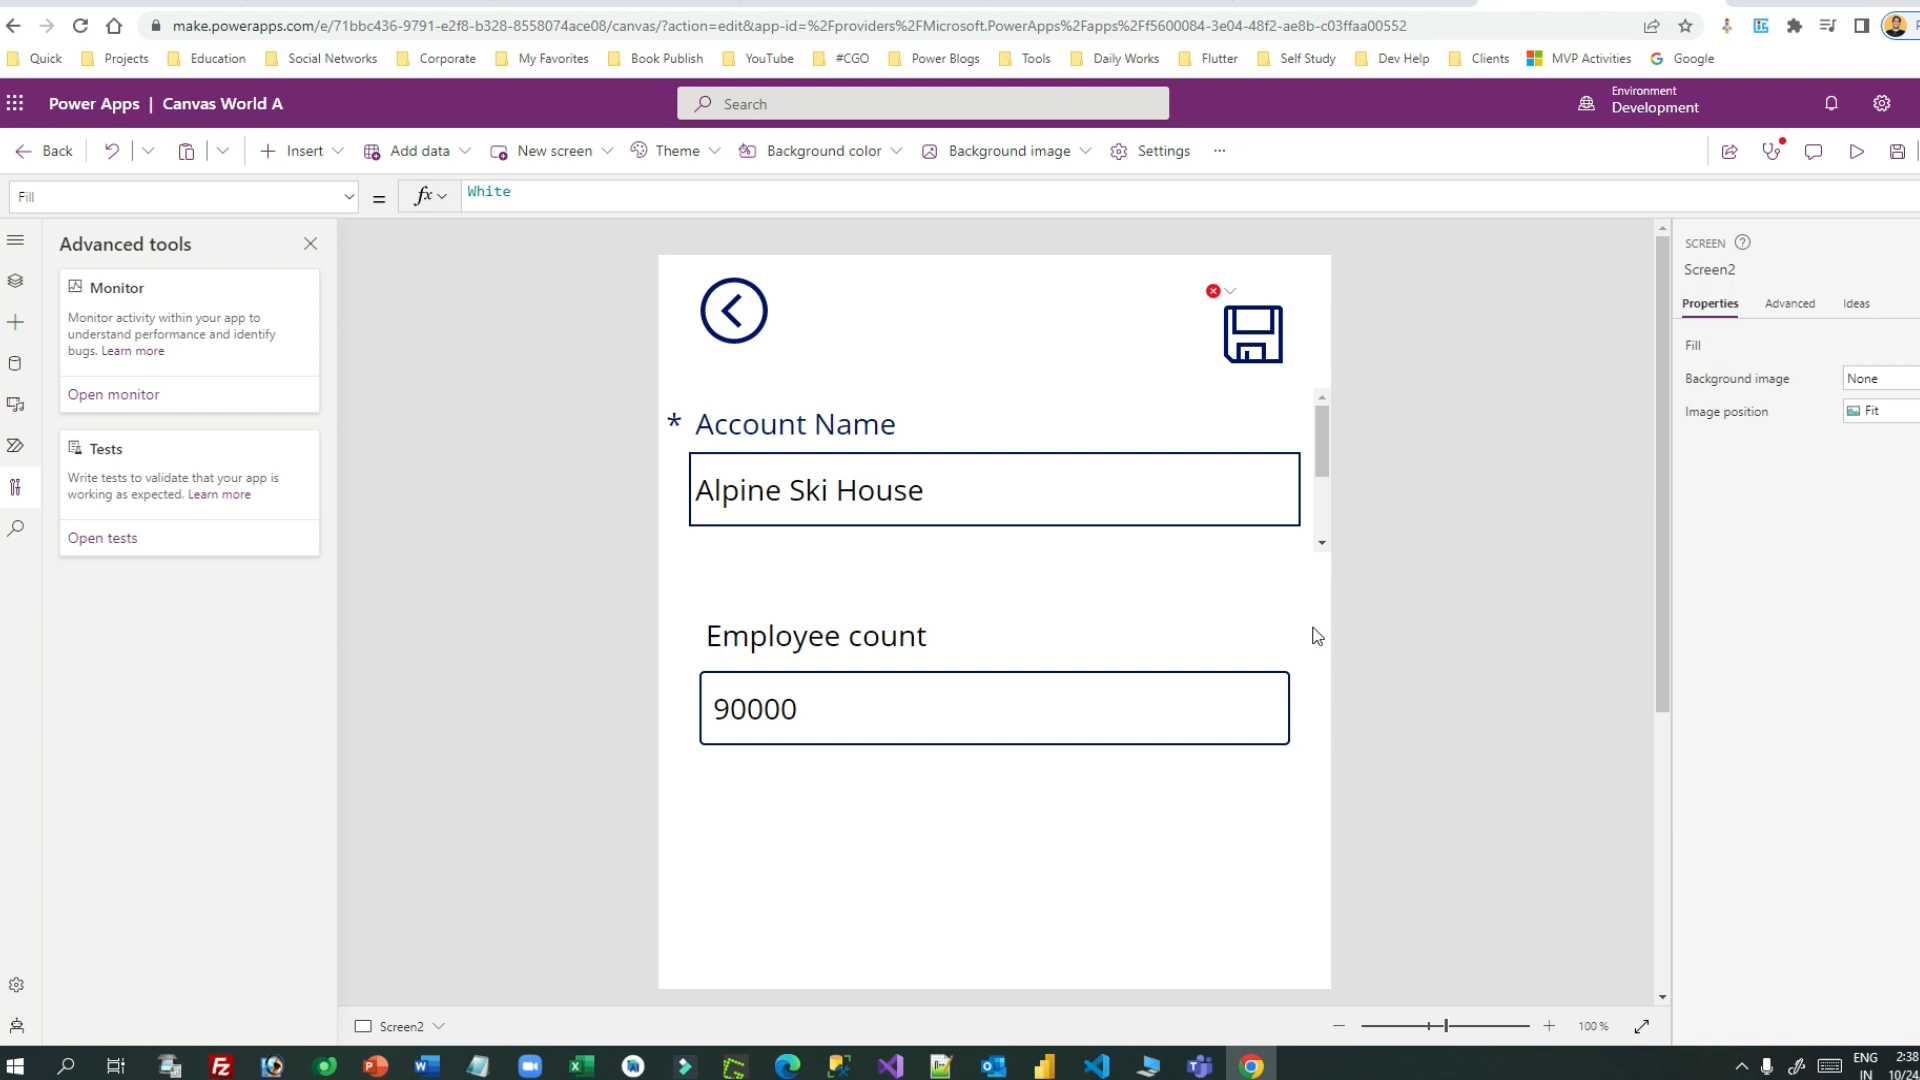 make.powerapps.com/e/71bbc436-9791-e2f8-b328-8558074ace08/canvas/?action=edit&app-id=%2Fproviders%2FMicrosoft.PowerApps%2Fapps%2Ff5600084-3e04-48f2-ae8b-c03ffaa00552
Quick Projects Education Social Networks Corporate My Favorites Book Publish YouTube #CGO Power Blogs Tools Daily Works Flutter Self Study Dev Help Clients MVP Activities Google
Power Apps | Canvas World A
Search
Environment
Development
Back Insert Add data New screen Theme Background color Background image Settings ...
Fill = fx White
Advanced tools
Monitor
Monitor activity within your app to
understand performance and identify
bugs. Learn more
Open monitor
Tests
Write tests to validate that your app is
working as expected. Learn more
Open tests
* Account Name
Alpine Ski House
Employee count
90000
SCREEN
Screen2
Properties Advanced Ideas
Fill
Background image None
Image position Fit
Screen2
100 %
ENG
IN
2:38
10/24